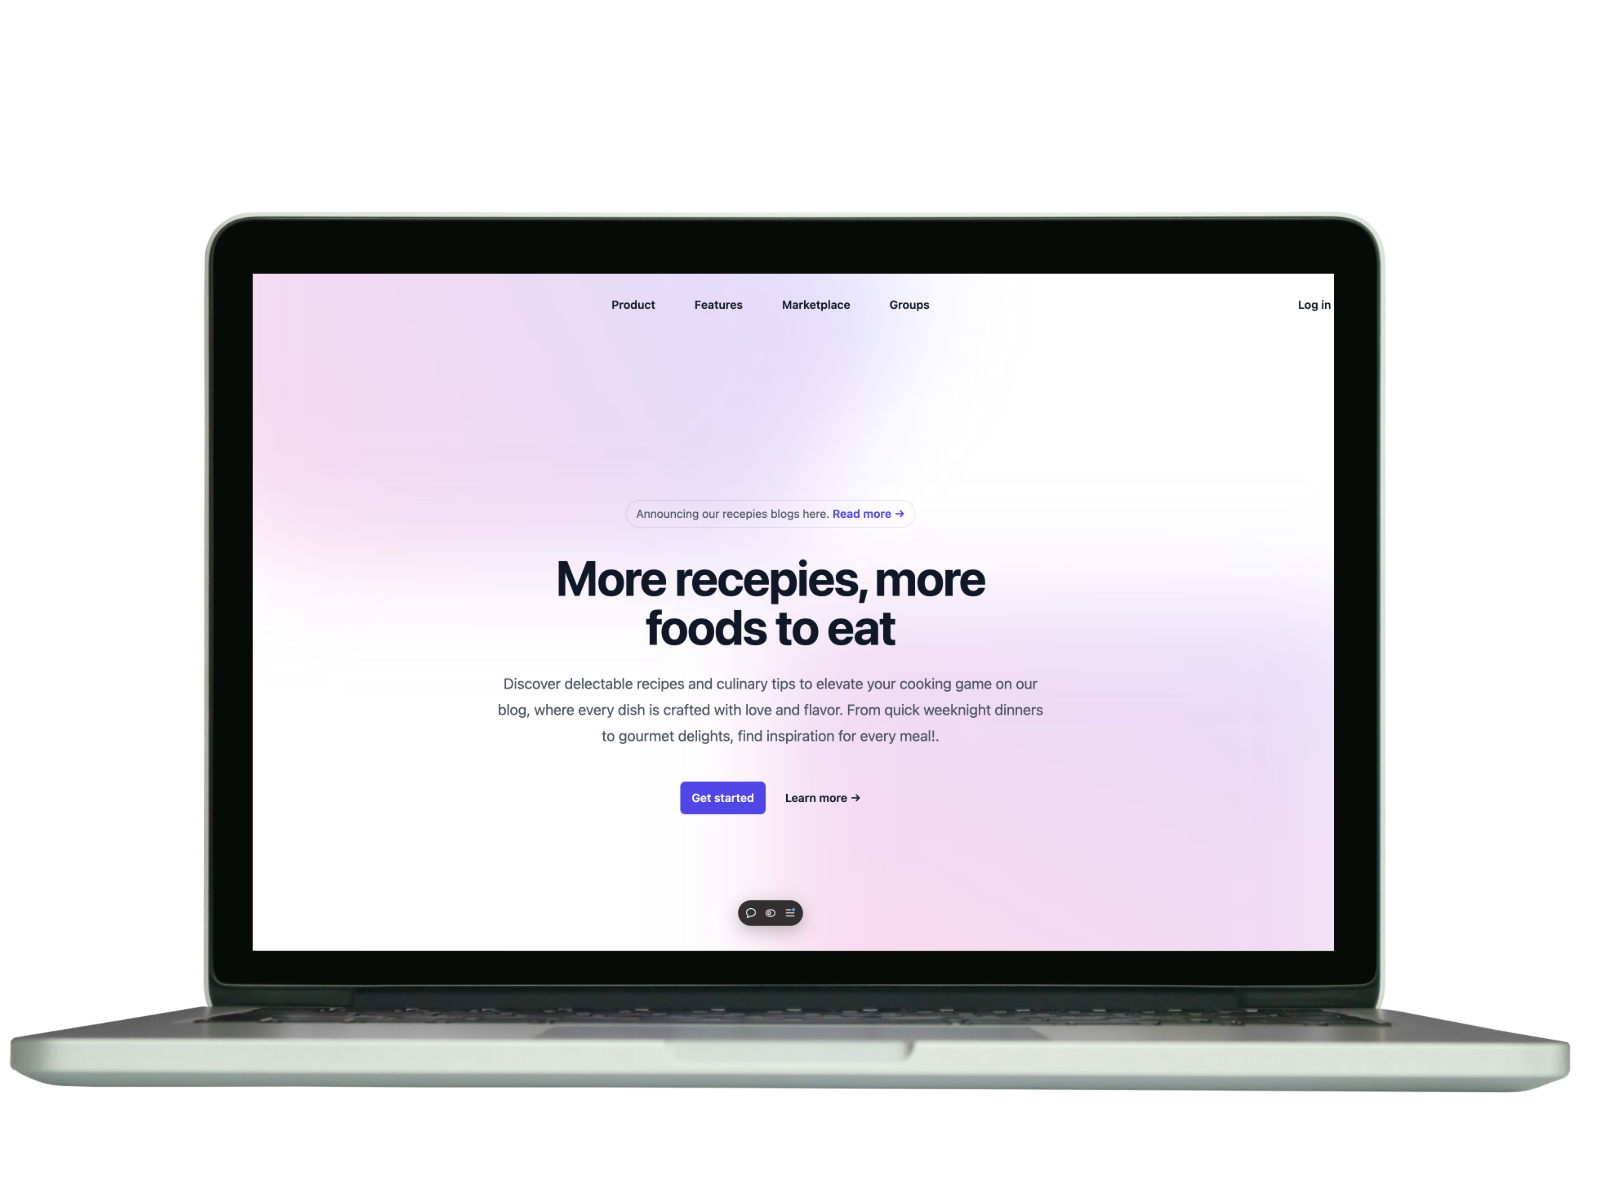 Product Features Marketplace Groups Log in
Announcing our recepies blogs here. Read more →
More recepies, more
foods to eat
Discover delectable recipes and culinary tips to elevate your cooking game on our
blog, where every dish is crafted with love and flavor. From quick weeknight dinners
to gourmet delights, find inspiration for every meal!.
Get started Learn more →